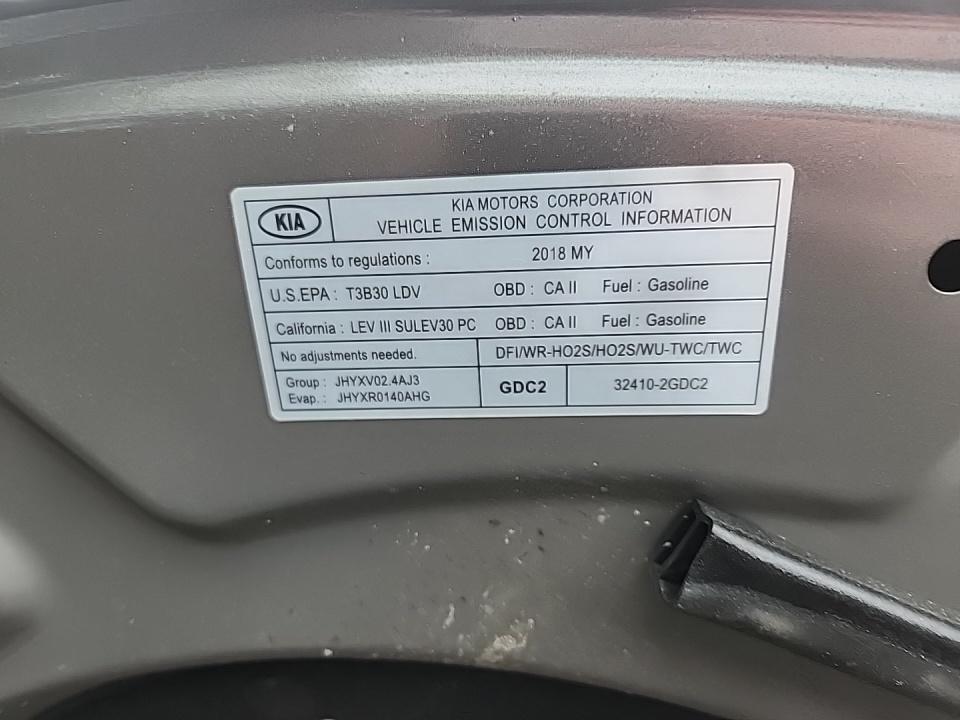 KIA
KIA MOTORS CORPORATION
VEHICLE EMISSION CONTROL INFORMATION
Conforms to regulations : 2018 MY
U.S.EPA : T3B30 LDV OBD : CA II Fuel : Gasoline
California : LEV III SULEV30 PC OBD : CA II Fuel : Gasoline
No adjustments needed. DFI/WR-HO2S/HO2S/WU-TWC/TWC
Group : JHYXV02.4AJ3
Evap. : JHYXR0140AHG
GDC2 32410-2GDC2